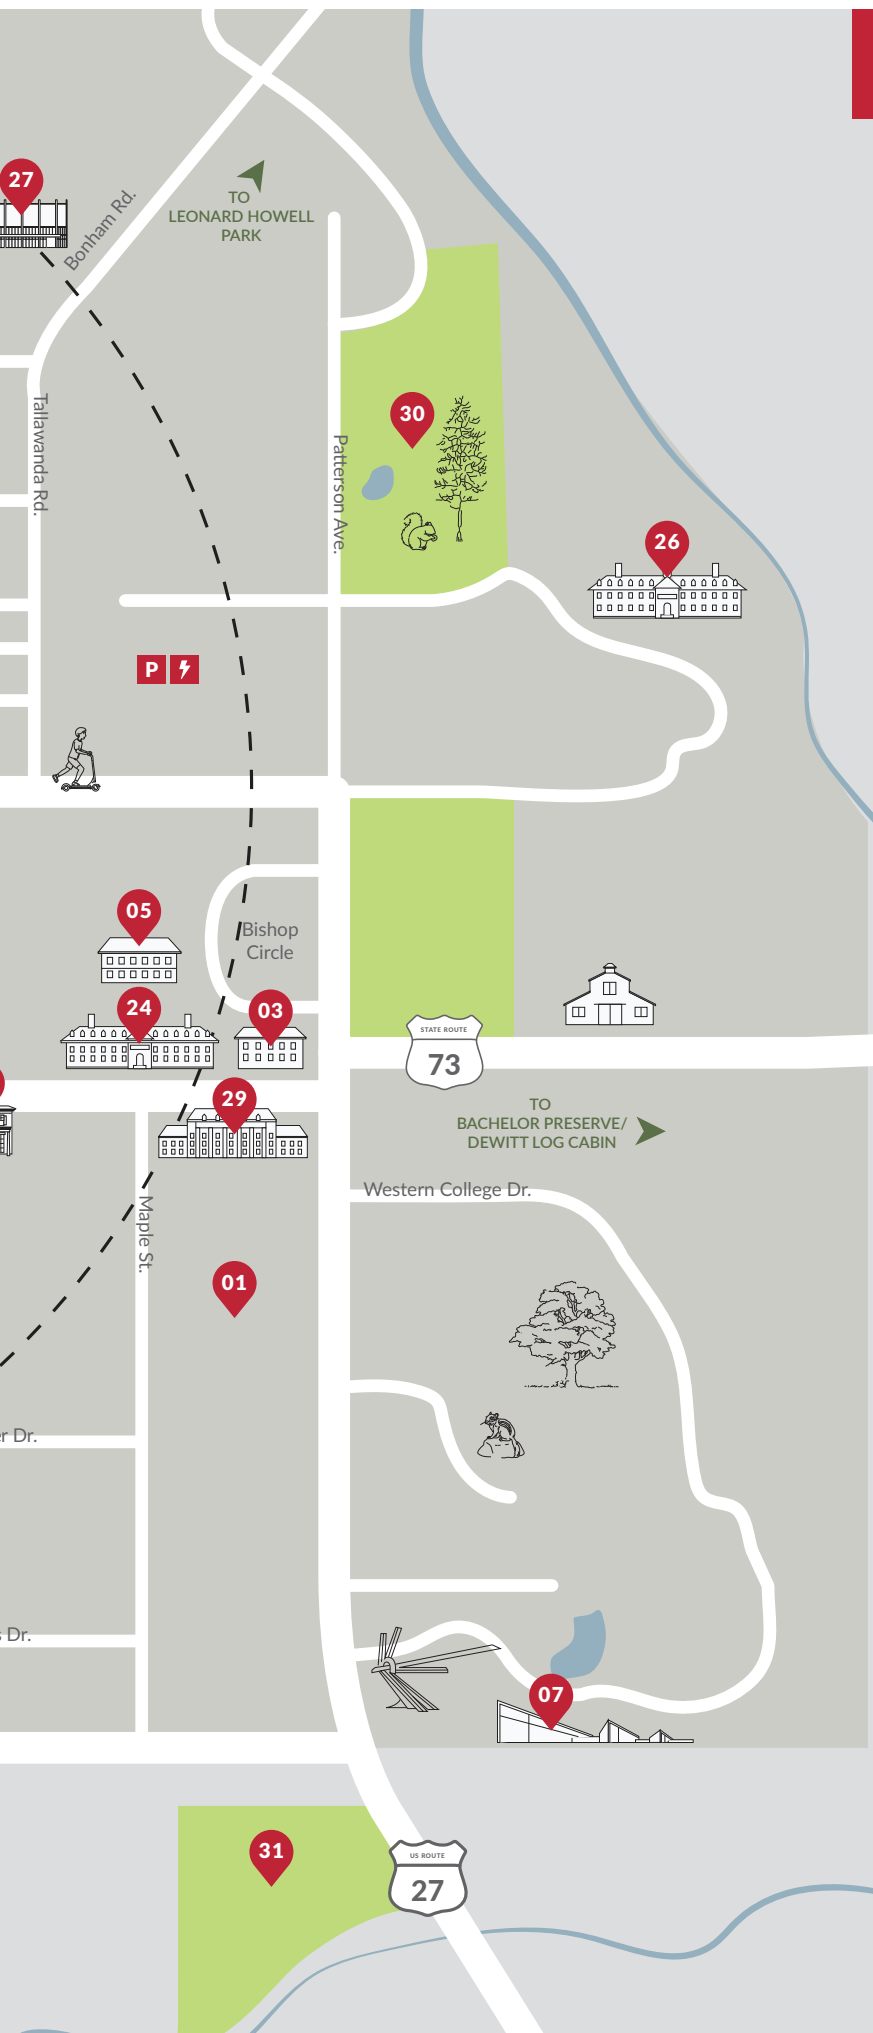 27
Bonham Rd.
TO
LEONARD HOWELL
PARK
Tallawanda Rd.
Patterson Ave.
30
26
P
05
Bishop
Circle
24
03
STATE ROUTE
73
29
TO
BACHELOR PRESERVE/
DEWITT LOG CABIN
Western College Dr.
Maple St.
01
r Dr.
s Dr.
07
31
US ROUTE
27